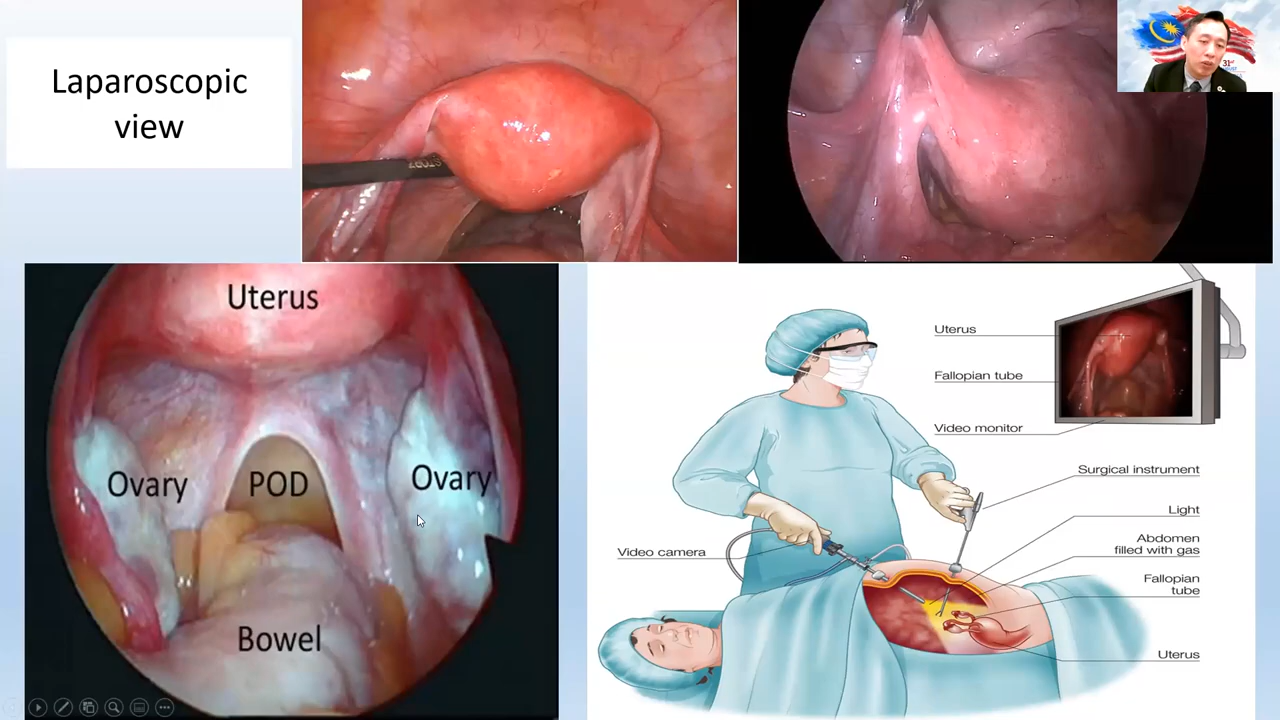 Laparoscopic
view
Uterus
Ovary
POD
Ovary
Bowel
Uterus
Fallopian tube
Video monitor
Surgical instrument
Light
Abdomen
filled with gas
Fallopian
tube
Uterus
Video camera
31